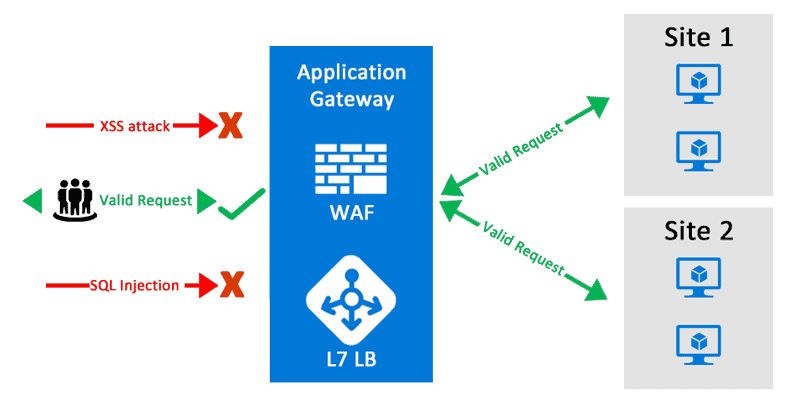 Application
Gateway
WAF
L7 LB
XSS attack
Valid Request
SQL Injection
Valid Request
Valid Request
Site 1
Site 2